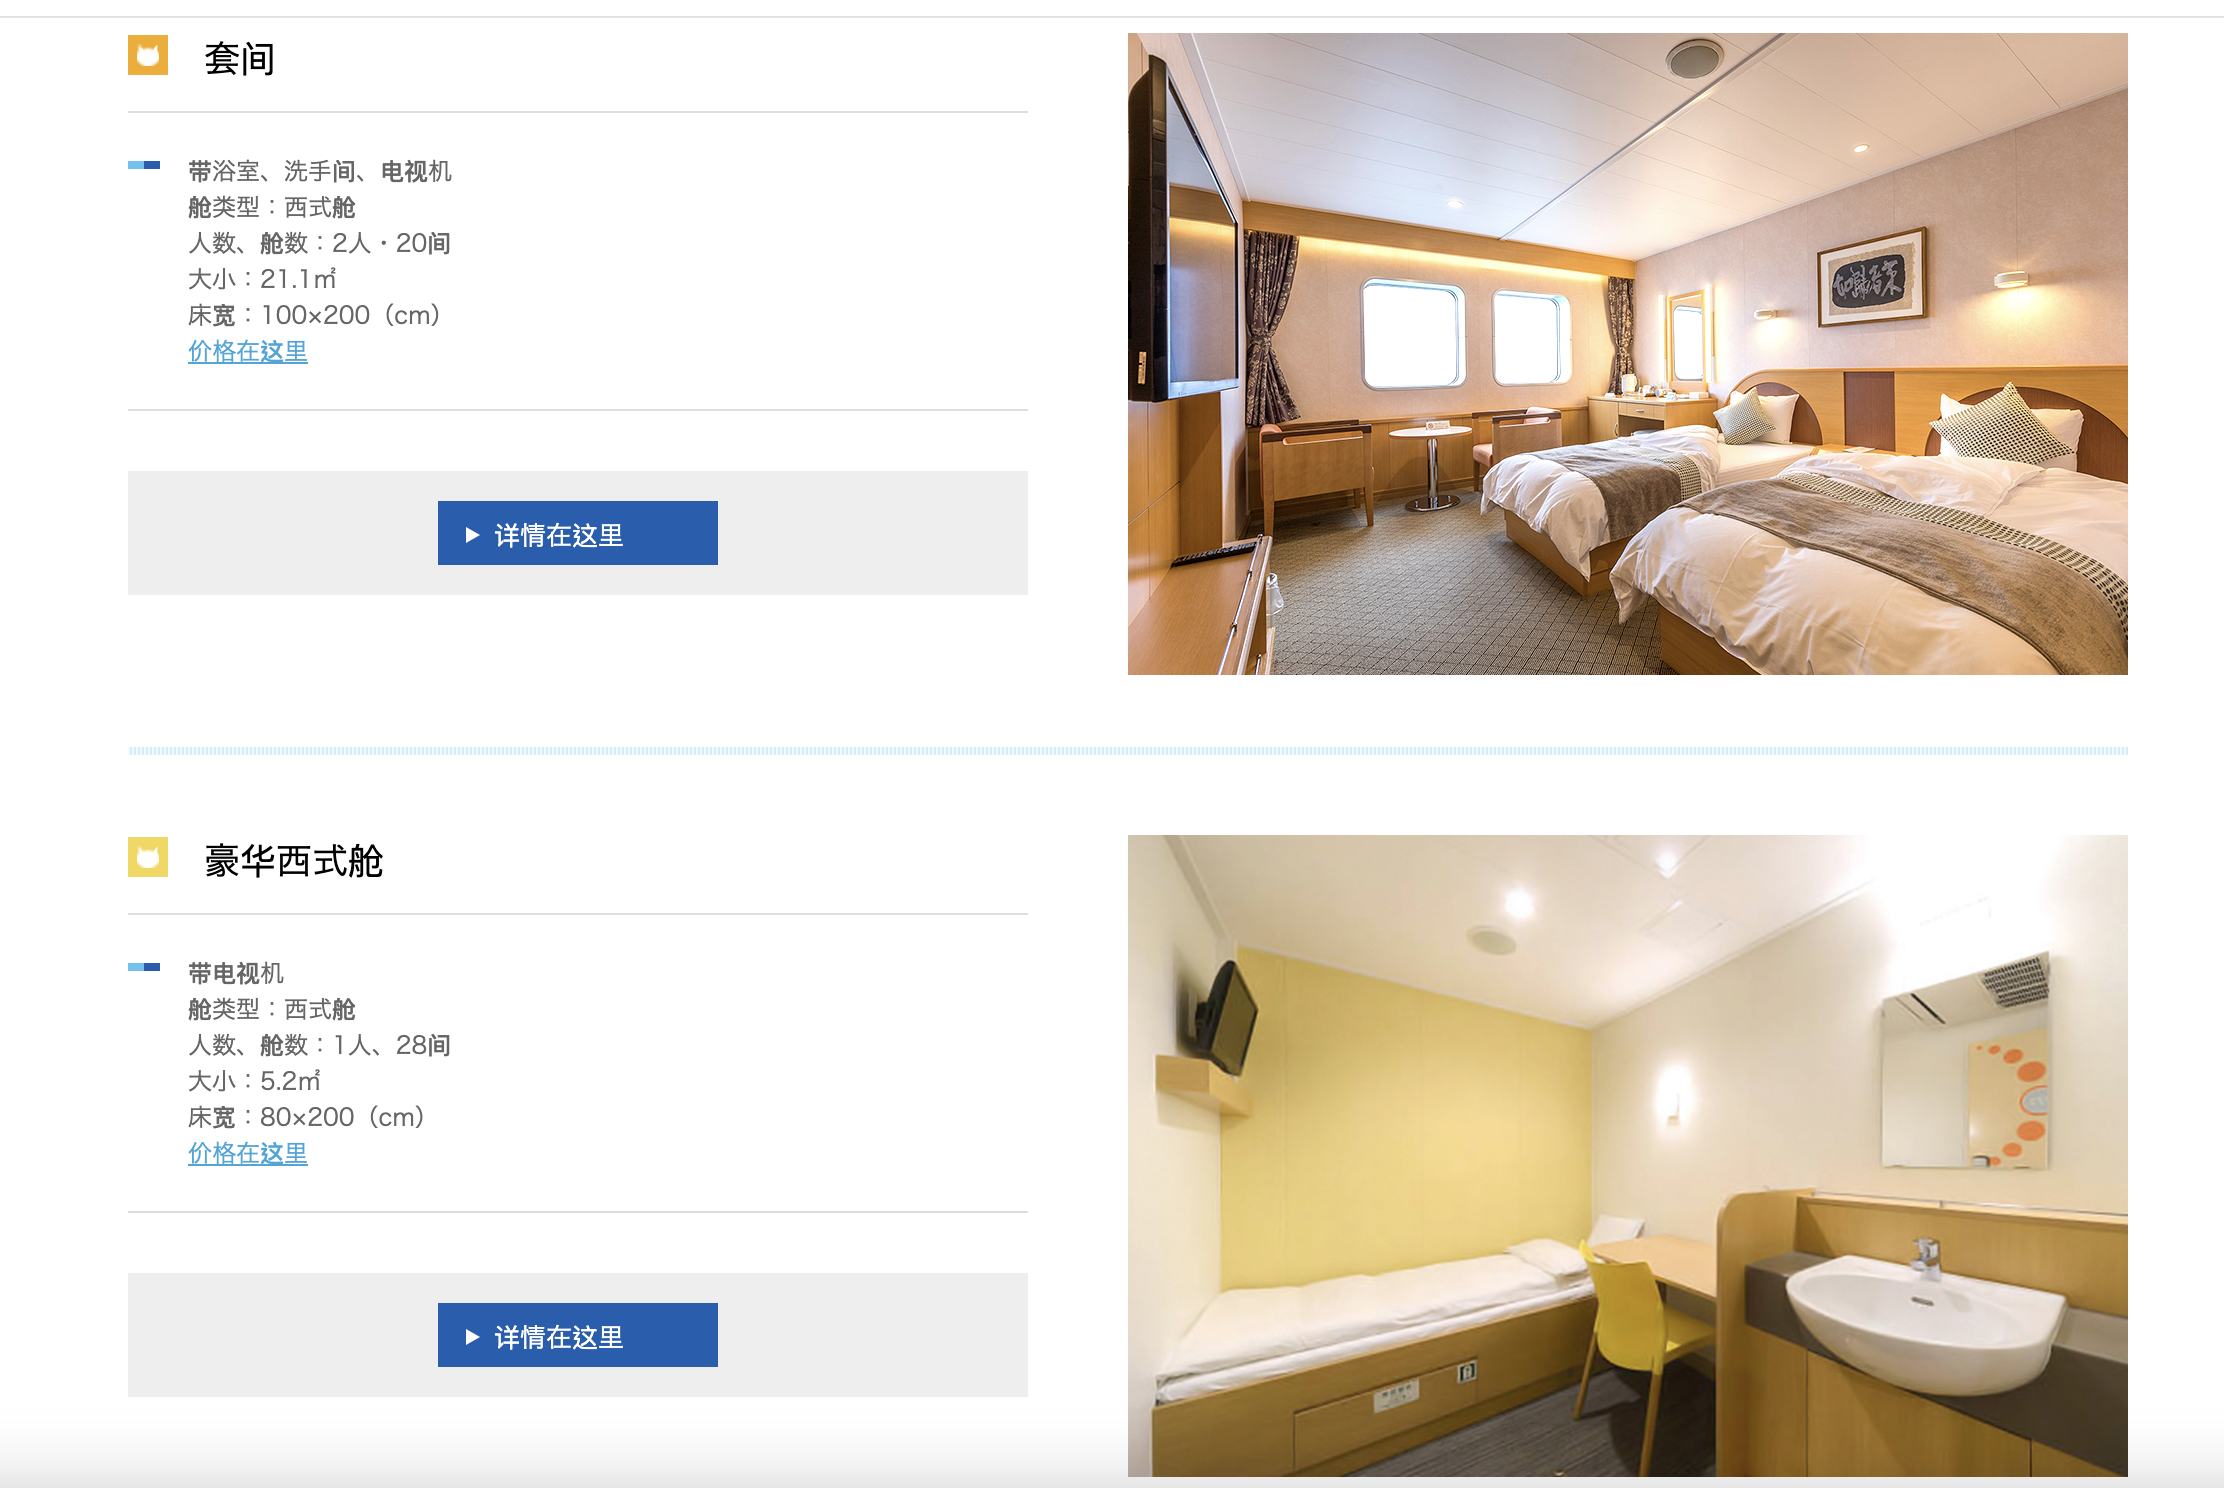 套间
带浴室、洗手间、电视机
舱类型：西式舱
人数、舱数：2人・20间
大小：21.1㎡
床宽：100×200（cm）
价格在这里
▶ 详情在这里
豪华西式舱
带电视机
舱类型：西式舱
人数、舱数：1人、28间
大小：5.2㎡
床宽：80×200（cm）
价格在这里
▶ 详情在这里